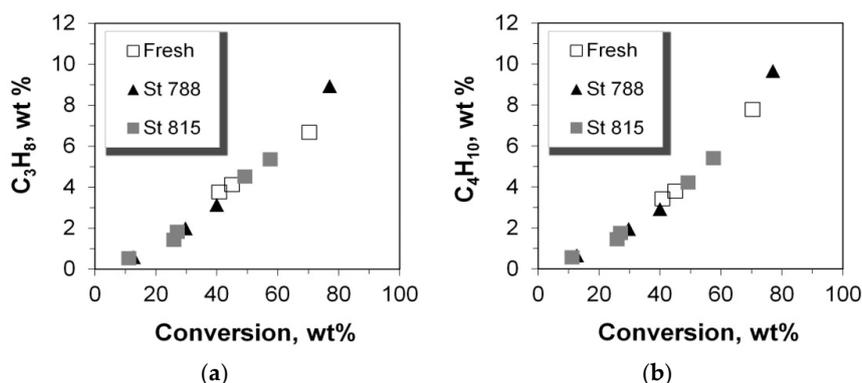 12
10
8
6
4
2
0
C₃H₈, wt %
Fresh
St 788
St 815
0 20 40 60 80 100
Conversion, wt%
(a)
12
10
8
6
4
2
0
C₄H₁₀, wt %
Fresh
St 788
St 815
0 20 40 60 80 100
Conversion, wt%
(b)